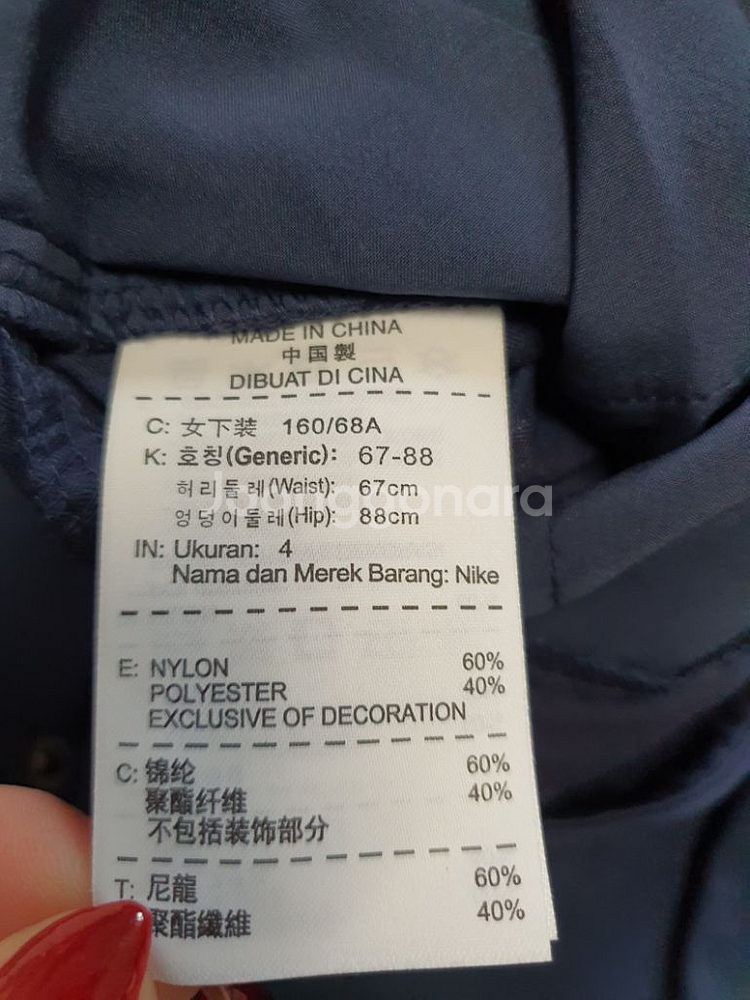 MADE IN CHINA
中国製
DIBUAT DI CINA
C: 女下装 160/68A
K: 호칭(Generic): 67-88
허리둘레(Waist): 67cm
엉덩이둘레(Hip): 88cm
Joonggonara
IN: Ukuran: 4
Nama dan Merek Barang: Nike
E: NYLON 60%
POLYESTER 40%
EXCLUSIVE OF DECORATION
C: 锦纶 60%
聚酯纤维 40%
不包括装饰部分
T: 尼龍 60%
聚酯纖維 40%